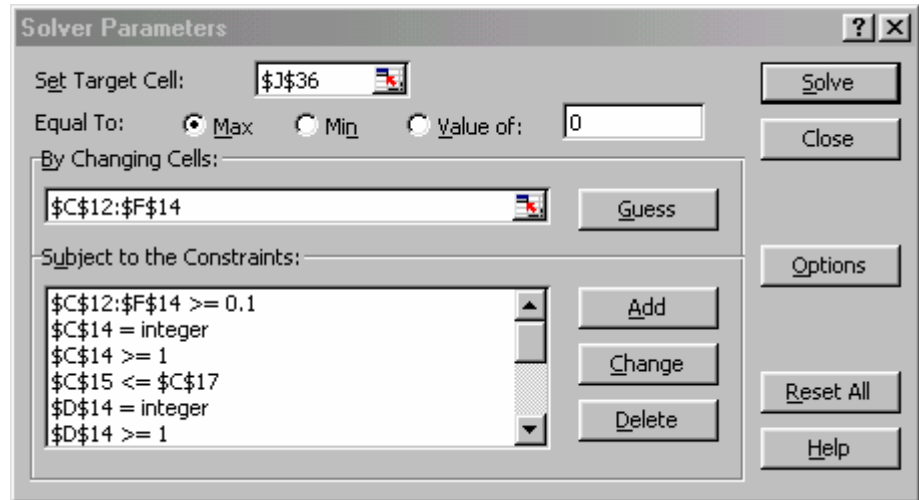 Solver Parameters
Set Target Cell: $J$36 Solve
Equal To: Max Min Value of: 0 Close
By Changing Cells:
$C$12:$F$14 Guess
Subject to the Constraints: Options
$C$12:$F$14 >= 0.1 Add
$C$14 = integer
$C$14 >= 1 Change
$C$15 <= $C$17
$D$14 = integer Delete Reset All
$D$14 >= 1
Help